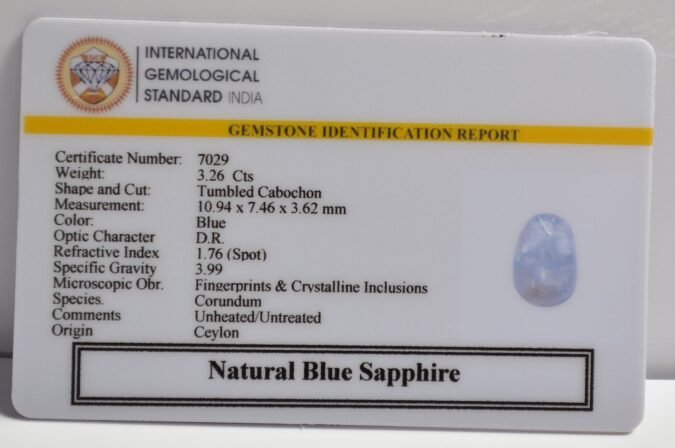 INTERNATIONAL
GEMOLOGICAL
STANDARD INDIA
GEMSTONE IDENTIFICATION REPORT
Certificate Number: 7029
Weight: 3.26 Cts
Shape and Cut: Tumbled Cabochon
Measurement: 10.94 x 7.46 x 3.62 mm
Color: Blue
Optic Character D.R.
Refractive Index 1.76 (Spot)
Specific Gravity 3.99
Microscopic Obr. Fingerprints & Crystalline Inclusions
Species. Corundum
Comments Unheated/Untreated
Origin Ceylon
Natural Blue Sapphire